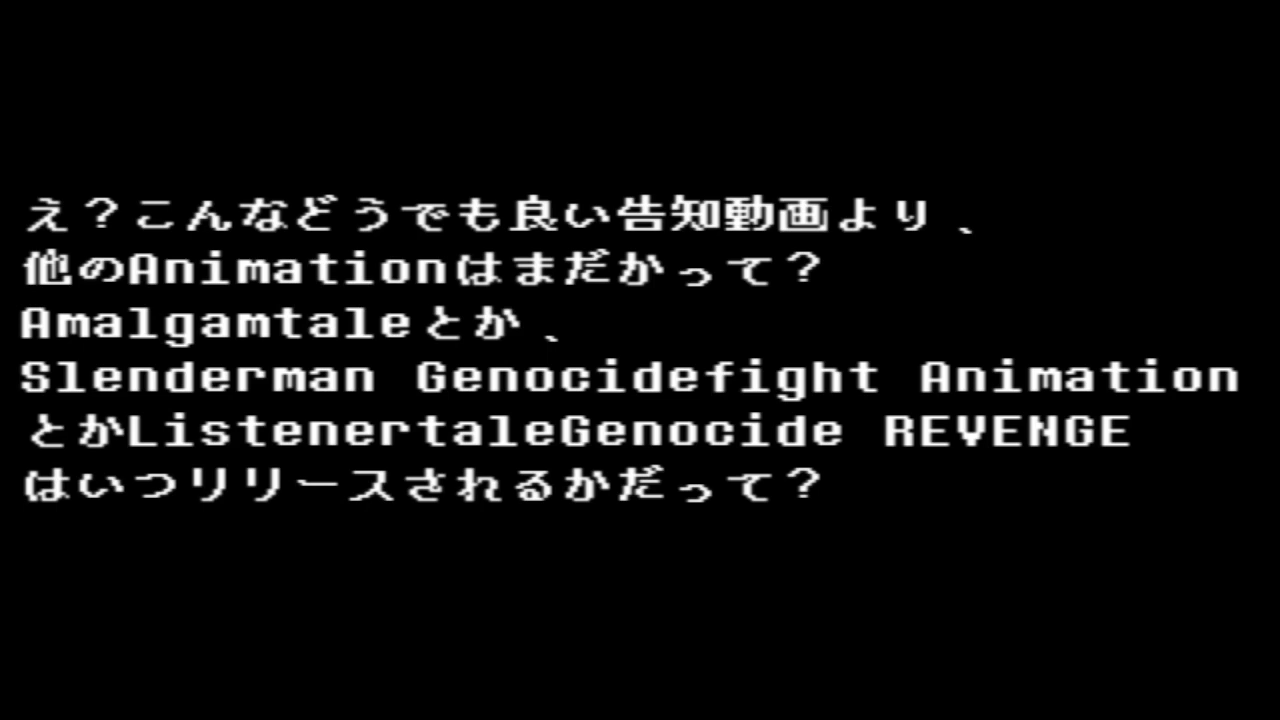 え？こんなどうでも良い告知動画より、
他のAnimationはまだかって？
Amalgamtaleとか、
Slenderman Genocidefight Animation
とかListenertaleGenocide REVENGE
はいつリリースされるかだって？